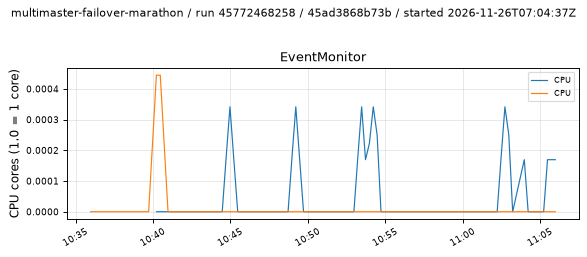 multimaster-failover-marathon / run 45772468258 / 45ad3868b73b / started 2026-11-26T07:04:37Z
EventMonitor
CPU cores (1.0 = 1 core)
0.0004
0.0003
0.0002
0.0001
0.0000
CPU
CPU
10:35
10:40
10:45
10:50
10:55
11:00
11:05